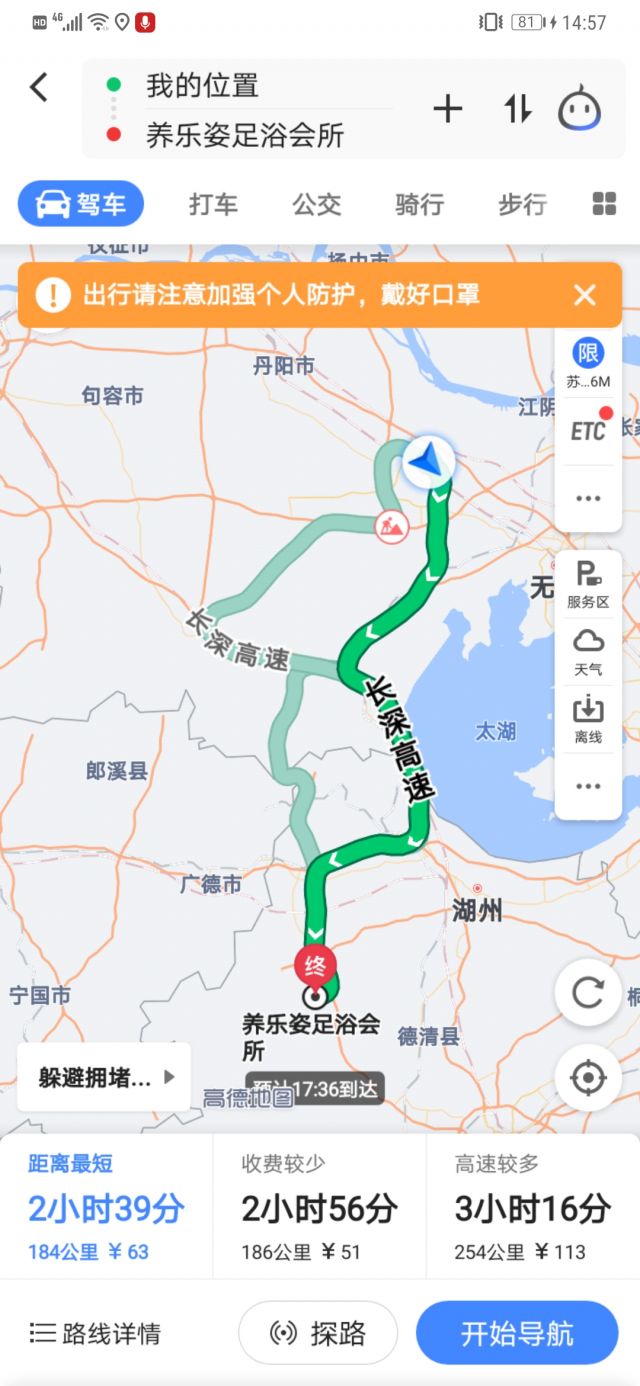 HD 4G 81 14:57
我的位置
养乐姿足浴会所
驾车 打车 公交 骑行 步行
仪征市
扬中市
出行请注意加强个人防护，戴好口罩
限
苏...6M
丹阳市
句容市
江阴
ETC
张家
...
无
P
服务区
天气
离线
...
长深高速
长深高速
太湖
郎溪县
广德市
湖州
宁国市
桐
终
养乐姿足浴会
所
德清县
躲避拥堵...
预计17:36到达
高德地图
距离最短 收费较少 高速较多
2小时39分 2小时56分 3小时16分
184公里 ¥ 63 186公里 ¥ 51 254公里 ¥ 113
路线详情 探路 开始导航